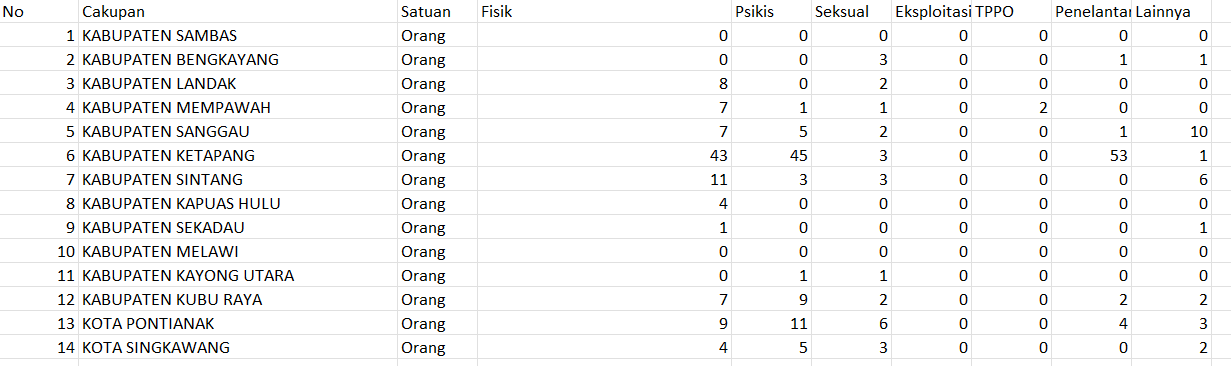 No Cakupan Satuan Fisik Psikis Seksual Eksploitasi TPPO Penelantar Lainnya
1 KABUPATEN SAMBAS Orang 0 0 0 0 0 0 0
2 KABUPATEN BENGKAYANG Orang 0 0 3 0 0 1 1
3 KABUPATEN LANDAK Orang 8 0 2 0 0 0 0
4 KABUPATEN MEMPAWAH Orang 7 1 1 0 2 0 0
5 KABUPATEN SANGGAU Orang 7 5 2 0 0 1 10
6 KABUPATEN KETAPANG Orang 43 45 3 0 0 53 1
7 KABUPATEN SINTANG Orang 11 3 3 0 0 0 6
8 KABUPATEN KAPUAS HULU Orang 4 0 0 0 0 0 0
9 KABUPATEN SEKADAU Orang 1 0 0 0 0 0 1
10 KABUPATEN MELAWI Orang 0 0 0 0 0 0 0
11 KABUPATEN KAYONG UTARA Orang 0 1 1 0 0 0 0
12 KABUPATEN KUBU RAYA Orang 7 9 2 0 0 2 2
13 KOTA PONTIANAK Orang 9 11 6 0 0 4 3
14 KOTA SINGKAWANG Orang 4 5 3 0 0 0 2